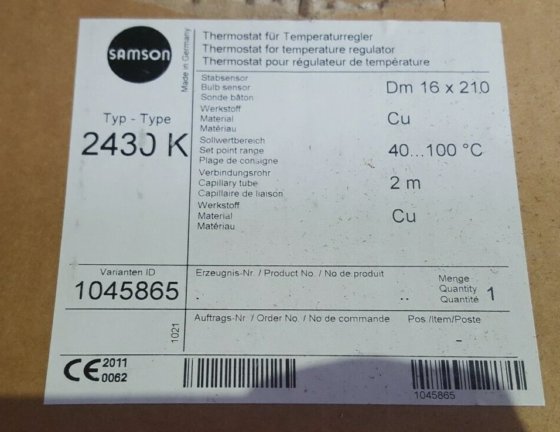 SAMSON
Made in Germany
Thermostat für Temperaturregler
Thermostat for temperature regulator
Thermostat pour régulateur de température
Typ - Type
2430 K
Stabsensor
Bulb sensor
Sonde bâton
Dm 16 x 210
Werkstoff
Material
Matériau
Cu
Sollwertbereich
Set point range
Plage de consigne
40...100 °C
Verbindungsrohr
Capillary tube
Capillaire de liaison
2 m
Werkstoff
Material
Matériau
Cu
Varianten ID
1045865
Erzeugnis-Nr. / Product No. / No de produit
. ..
Menge
Quantity
Quantité
1
1021
Auftrags-Nr. / Order No. / No de commande
Pos./Item/Poste
-
CE 2011
0062
1045865